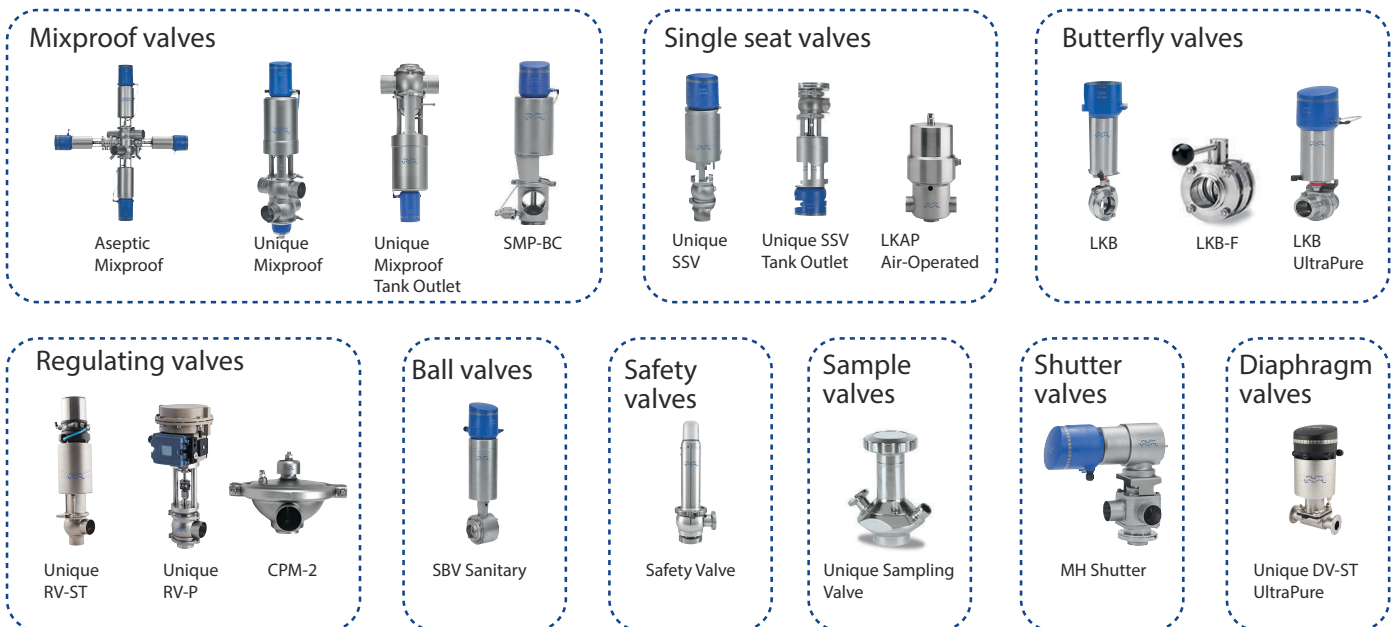 Mixproof valves
Aseptic
Mixproof
Unique
Mixproof
Unique
Mixproof
Tank Outlet
SMP-BC
Single seat valves
Unique
SSV
Unique SSV
Tank Outlet
LKAP
Air-Operated
Butterfly valves
LKB
LKB-F
LKB
UltraPure
Regulating valves
Unique
RV-ST
Unique
RV-P
CPM-2
Ball valves
SBV Sanitary
Safety
valves
Safety Valve
Sample
valves
Unique Sampling
Valve
Shutter
valves
MH Shutter
Diaphragm
valves
Unique DV-ST
UltraPure